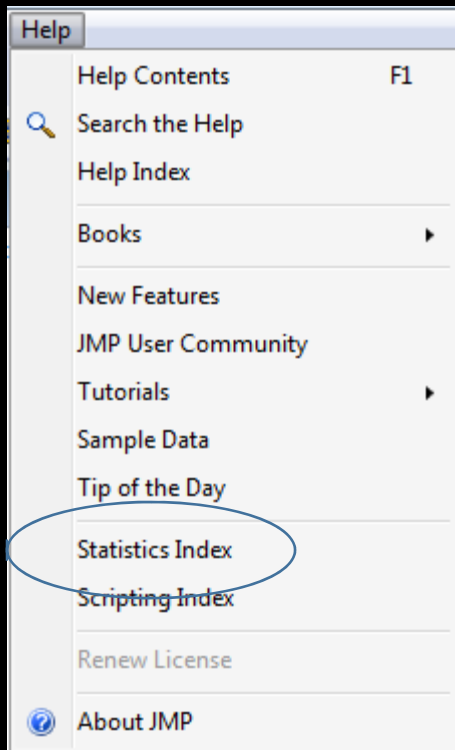 Help
Help Contents F1
Search the Help
Help Index
Books
New Features
JMP User Community
Tutorials
Sample Data
Tip of the Day
Statistics Index
Scripting Index
Renew License
About JMP